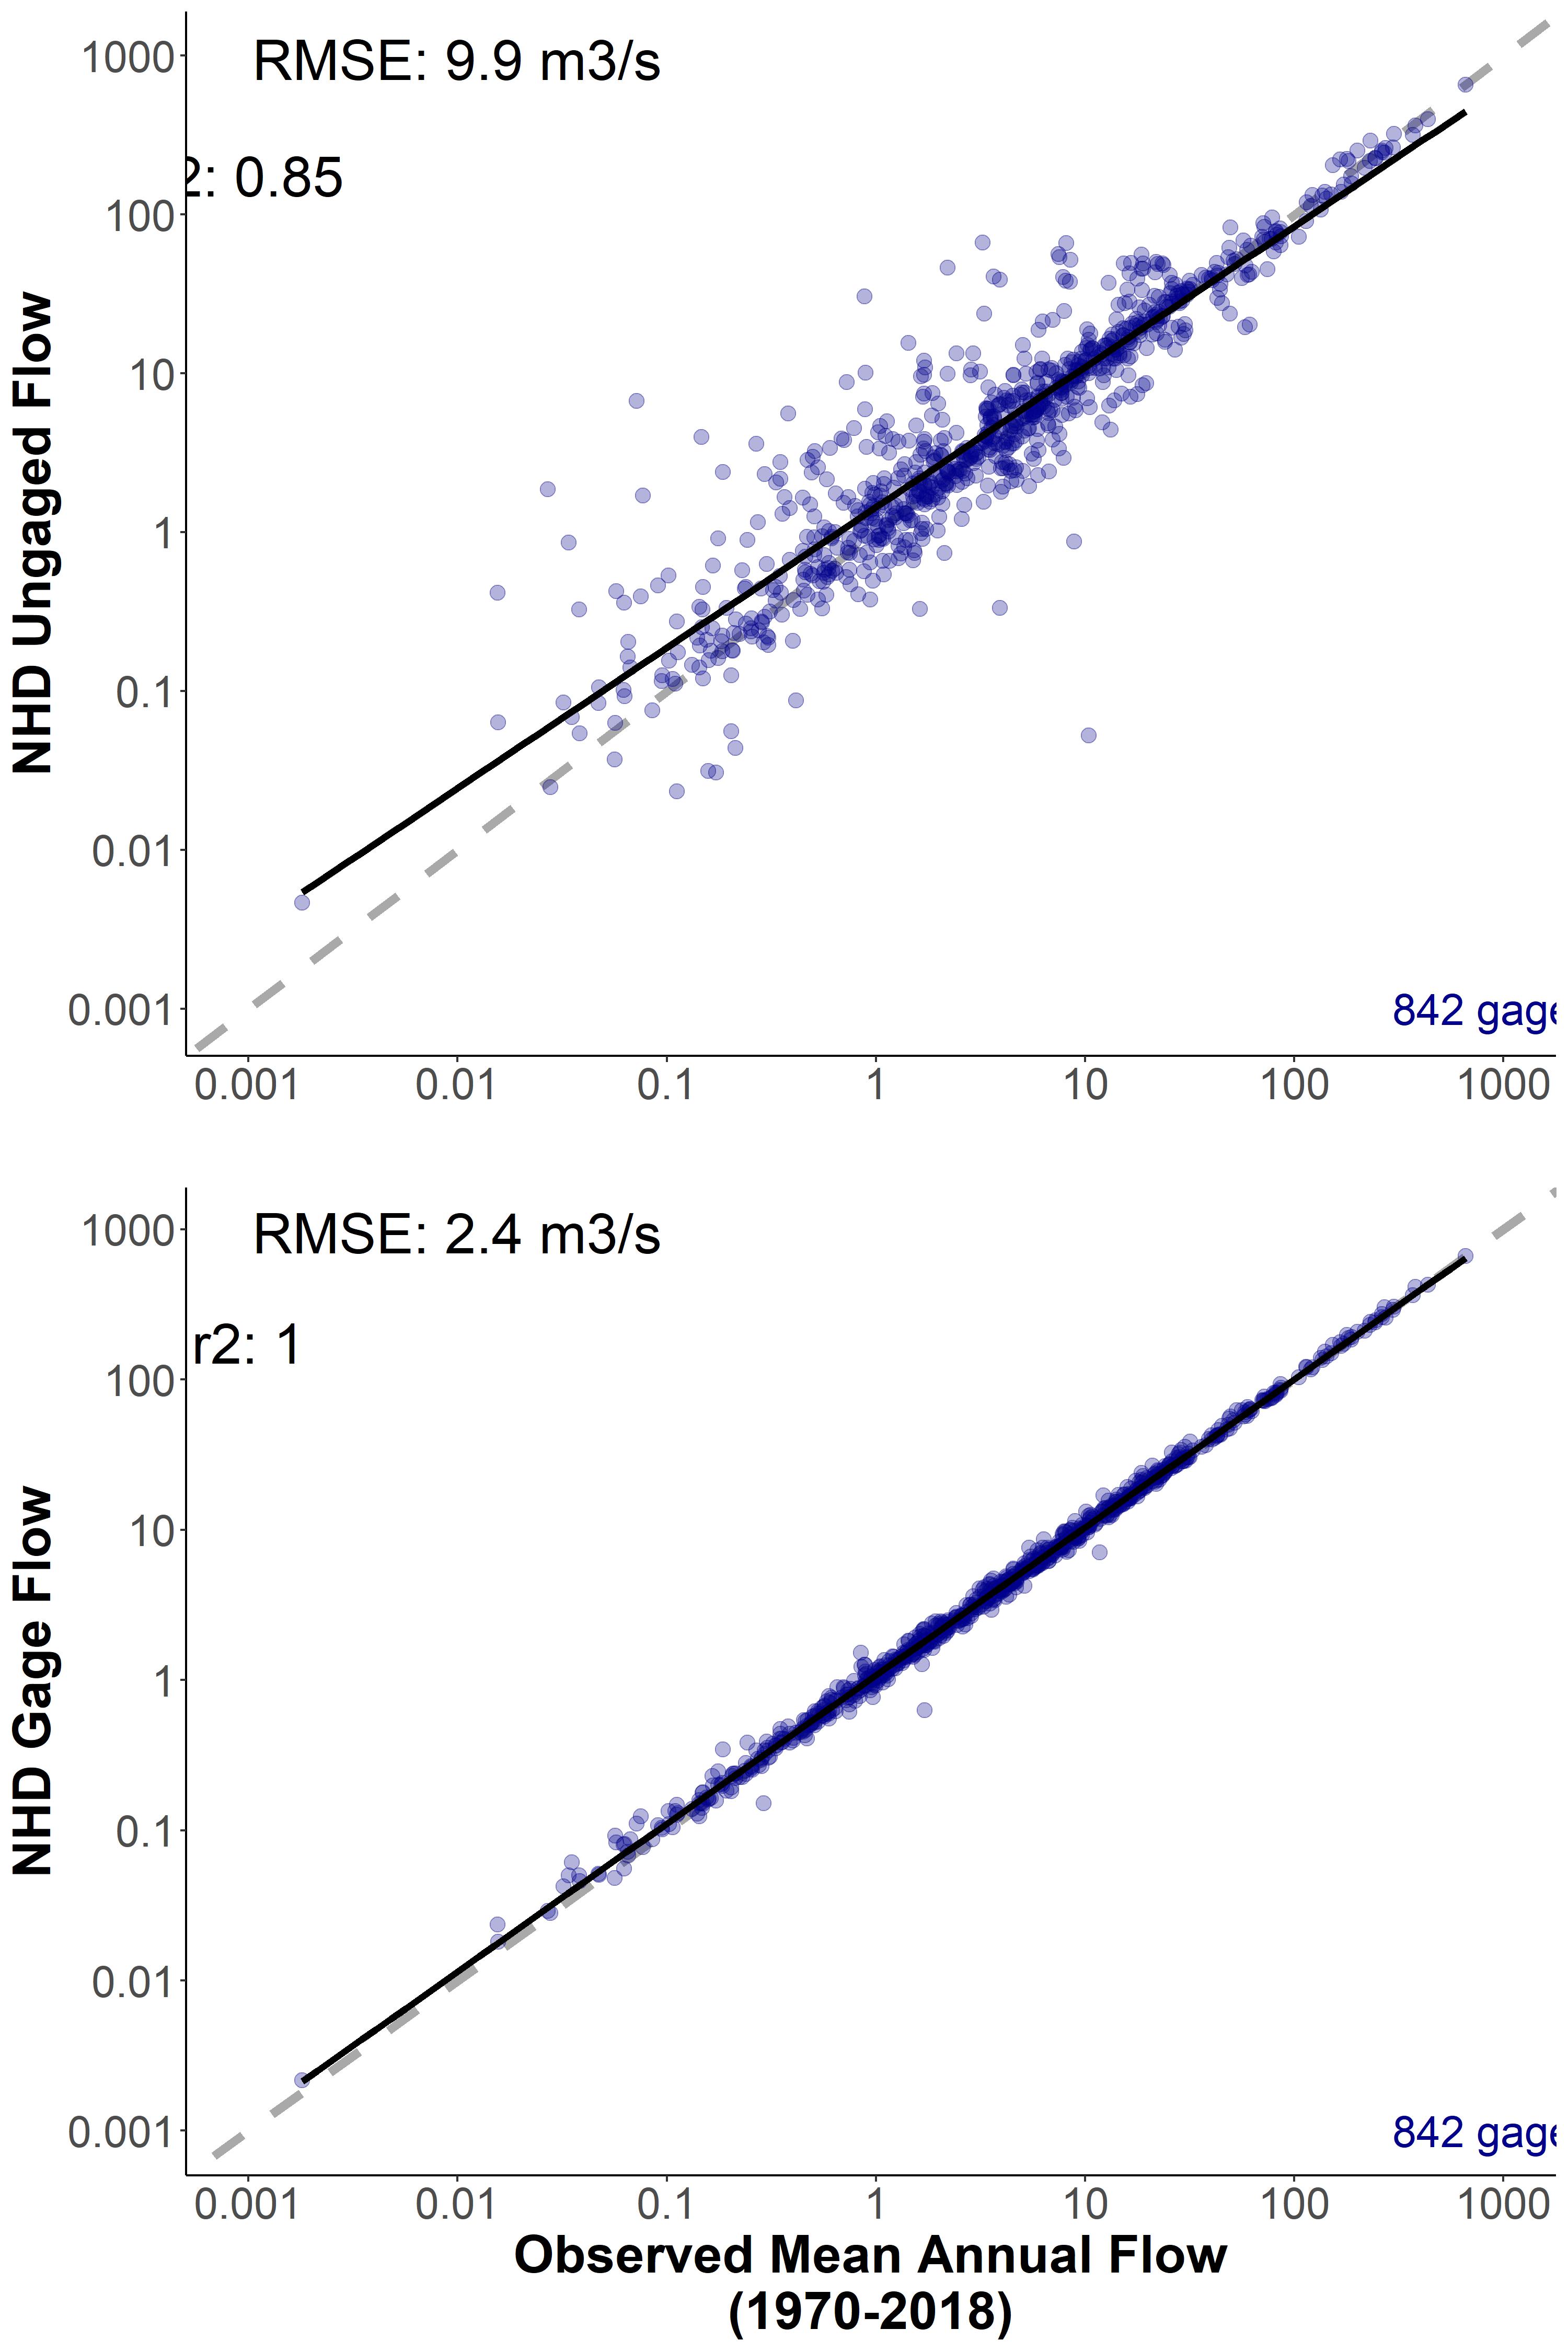 RMSE: 9.9 m3/s
2: 0.85
NHD Ungaged Flow
1000
100
10
1
0.1
0.01
0.001
842 gage
0.001 0.01 0.1 1 10 100 1000
RMSE: 2.4 m3/s
r2: 1
NHD Gage Flow
1000
100
10
1
0.1
0.01
0.001
842 gage
0.001 0.01 0.1 1 10 100 1000
Observed Mean Annual Flow
(1970-2018)